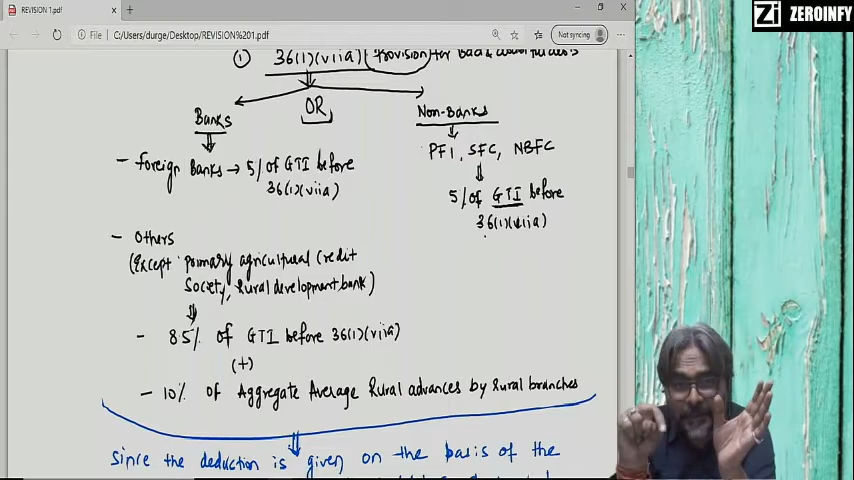 REVISION 1.pdf
File
C:/Users/durge/Desktop/REVISION%201.pdf
Not syncing
Zi ZEROINFY
① 36(1)(viia) Provision for Bad &
OR
Banks
Non-Banks
PFI, SFC, NBFC
- Foreign Banks → 5% of GTI before
36(1)(viia)
5% of GTI before
36(1)(viia)
- Others
(Except primary agricultural Credit
Society, Rural development bank)
- 8.5% of GTI before 36(1)(viia)
(+)
- 10% of Aggregate Average Rural advances by Rural branches
Since the deduction is given on the basis of the